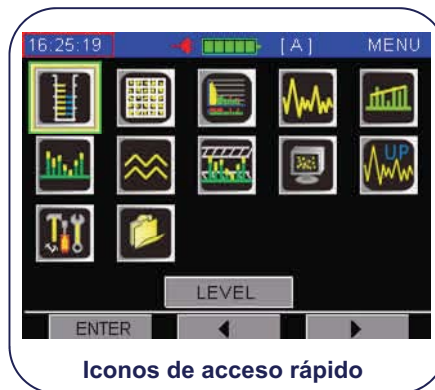 16:25:19 [A] MENU
UP
LEVEL
ENTER
Iconos de acceso rápido